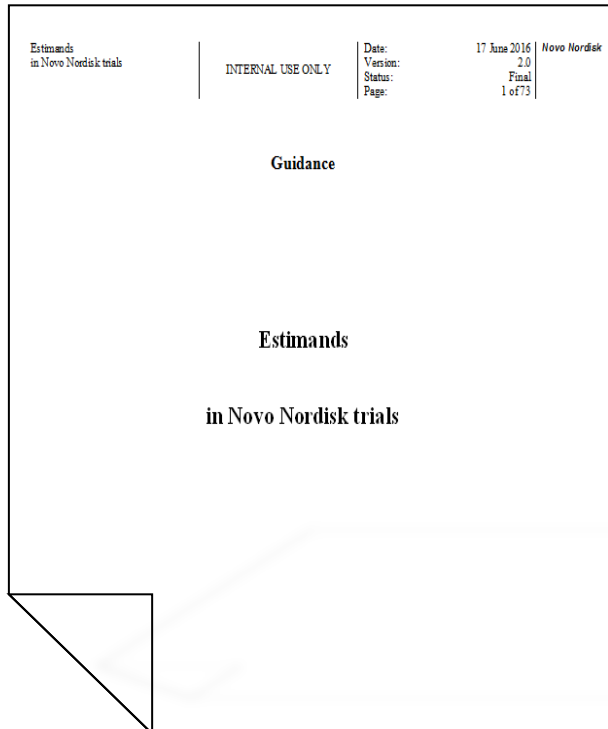 Estimands
in Novo Nordisk trials
INTERNAL USE ONLY
Date: 17 June 2016
Version: 2.0
Status: Final
Page: 1 of 73
Novo Nordisk
Guidance
Estimands
in Novo Nordisk trials